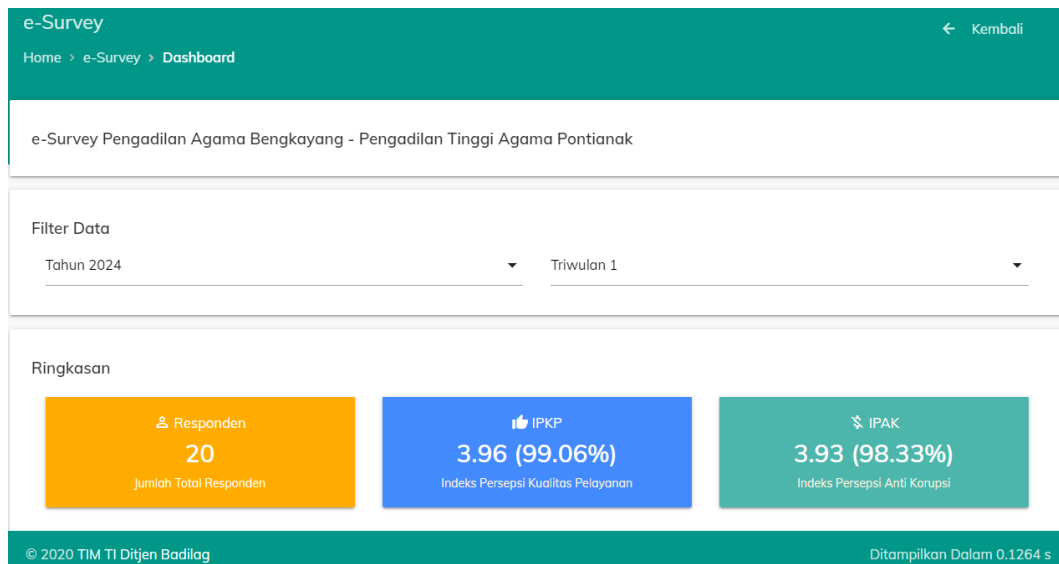 e-Survey
← Kembali
Home > e-Survey > Dashboard
e-Survey Pengadilan Agama Bengkayang - Pengadilan Tinggi Agama Pontianak
Filter Data
Tahun 2024
Triwulan 1
Ringkasan
Responden
20
Jumlah Total Responden
IPKP
3.96 (99.06%)
Indeks Persepsi Kualitas Pelayanan
IPAK
3.93 (98.33%)
Indeks Persepsi Anti Korupsi
© 2020 TIM TI Ditjen Badilag
Ditampilkan Dalam 0.1264 s